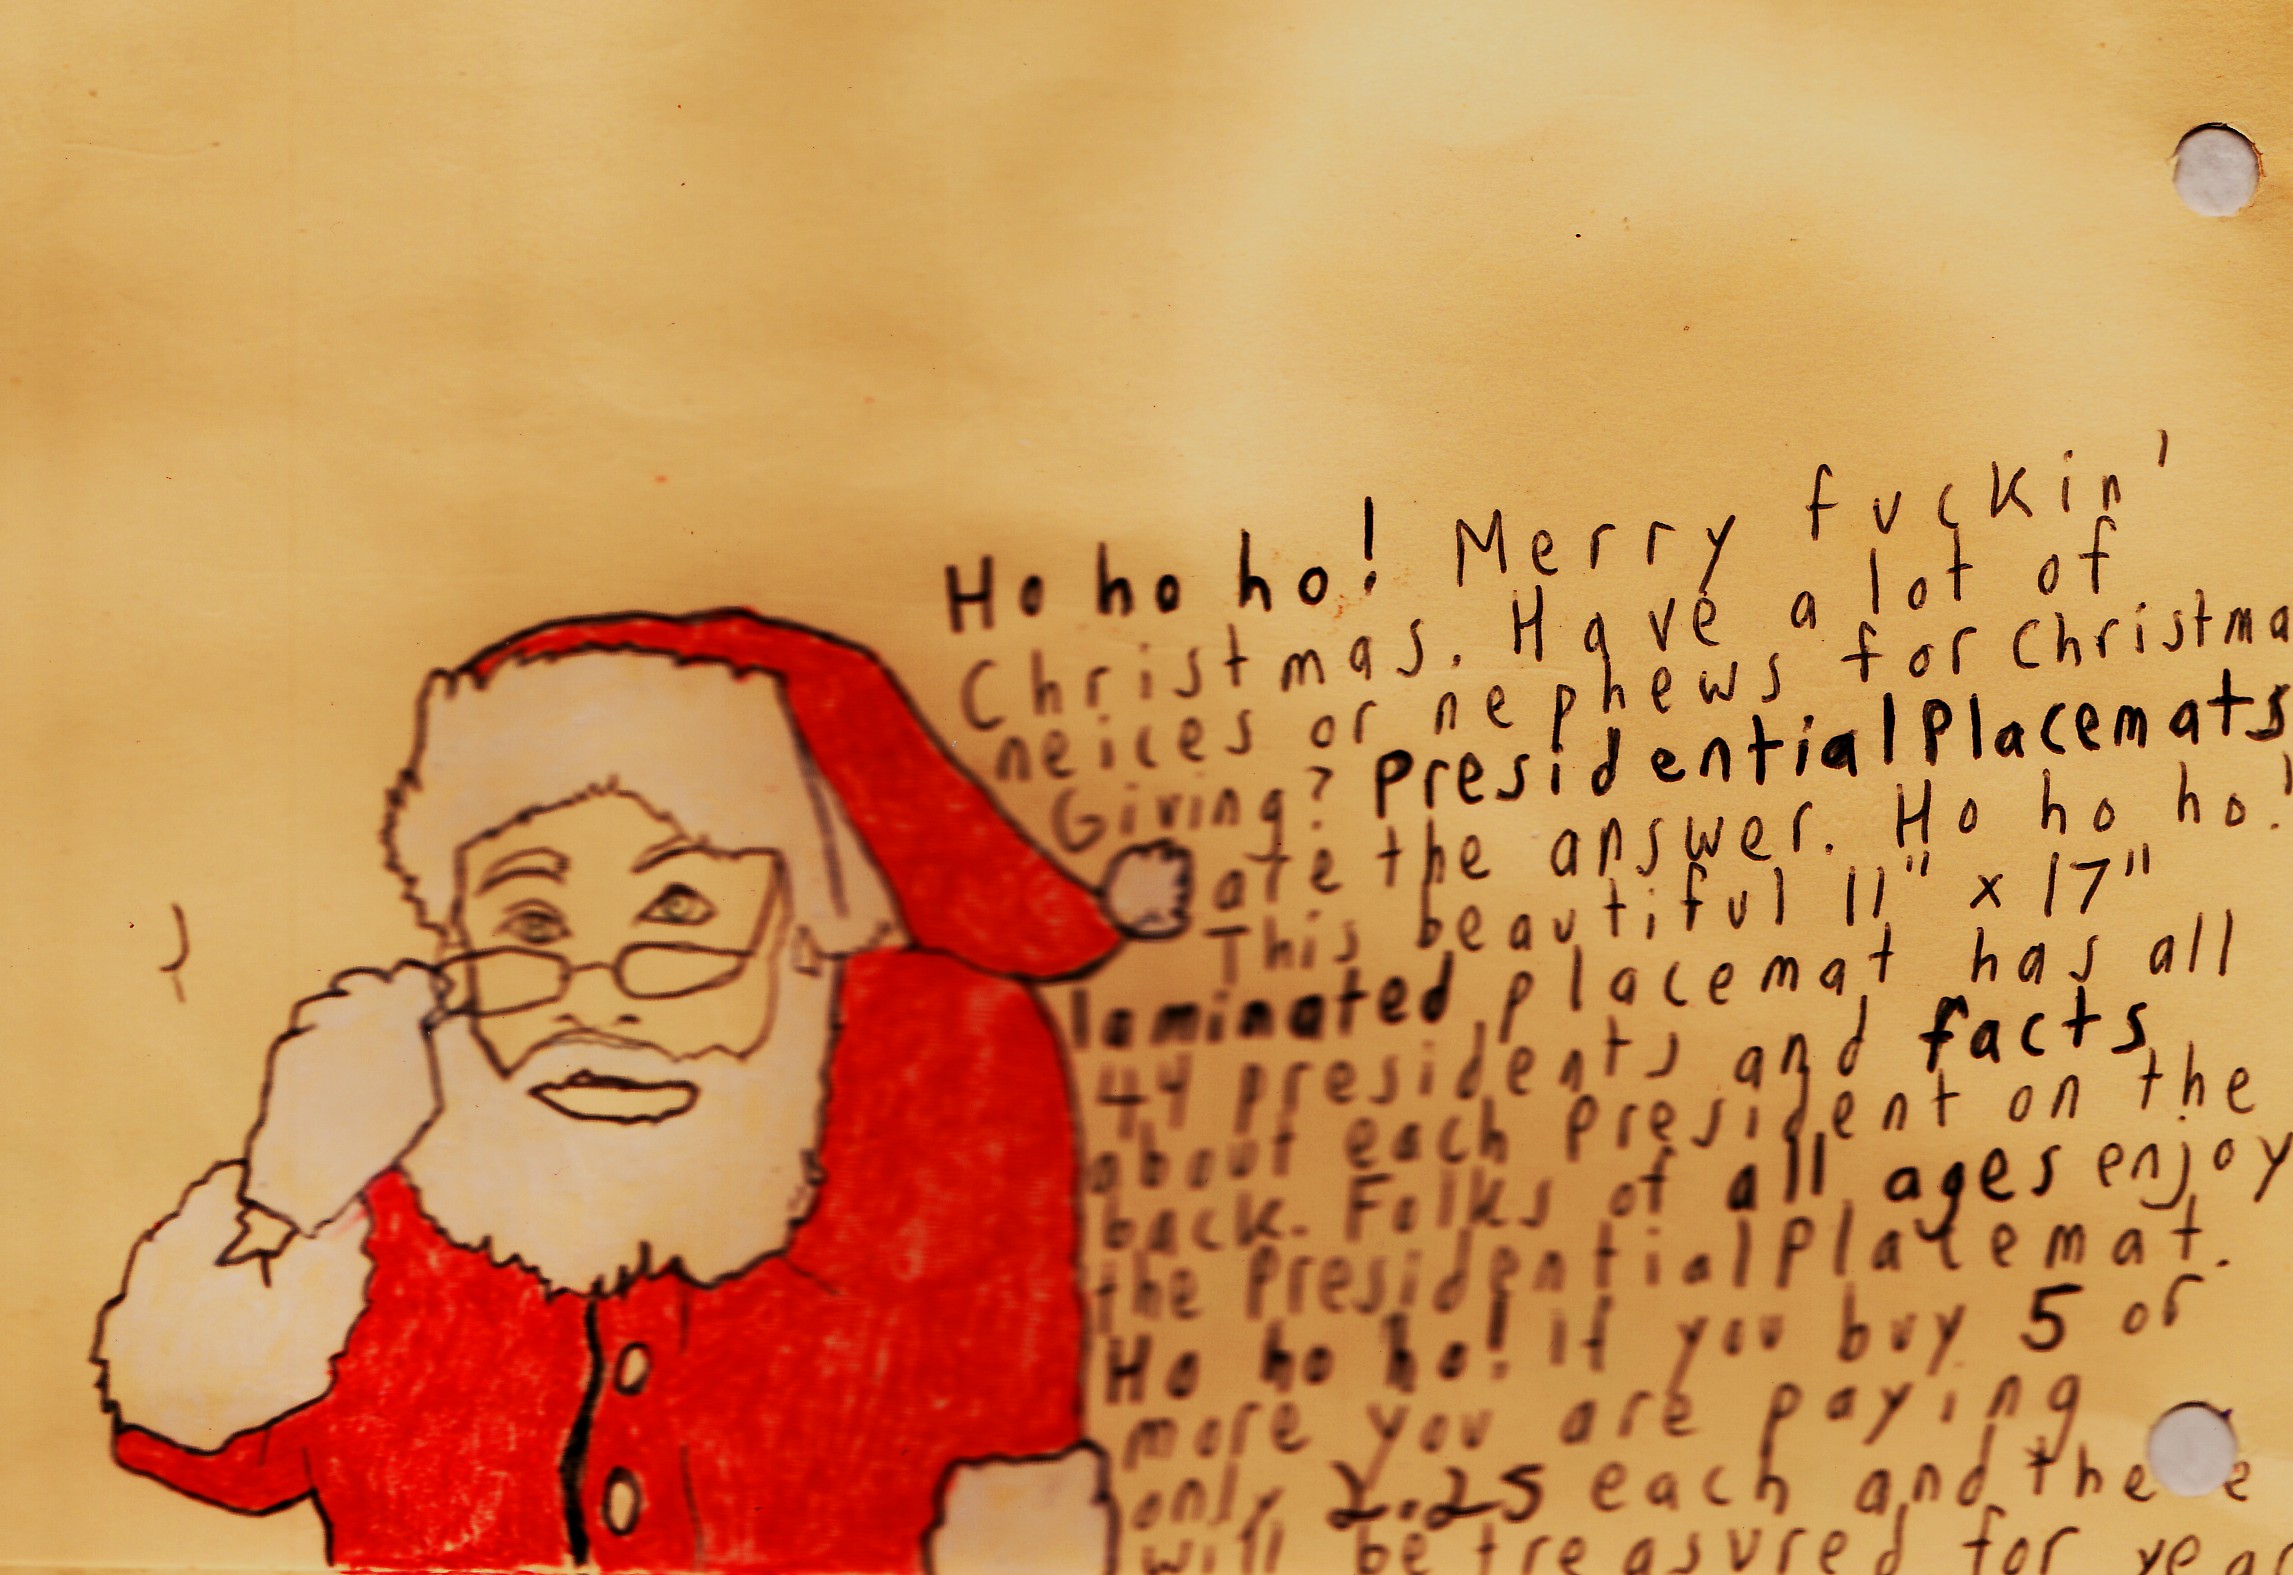 Ho ho ho! Merry fuckin'
Christmas. Have a lot of
neices or nephews for Christma
Giving? Presidential Placemats
ate the answer. Ho ho ho!
This beautiful 11" x 17"
laminated placemat has all
44 presidents and facts
about each president on the
back. Folks of all ages enjoy
the Presidential Placemat.
Ho ho ho! if you buy 5 or
more you are paying
only 2.25 each and the e
will be treasured for year